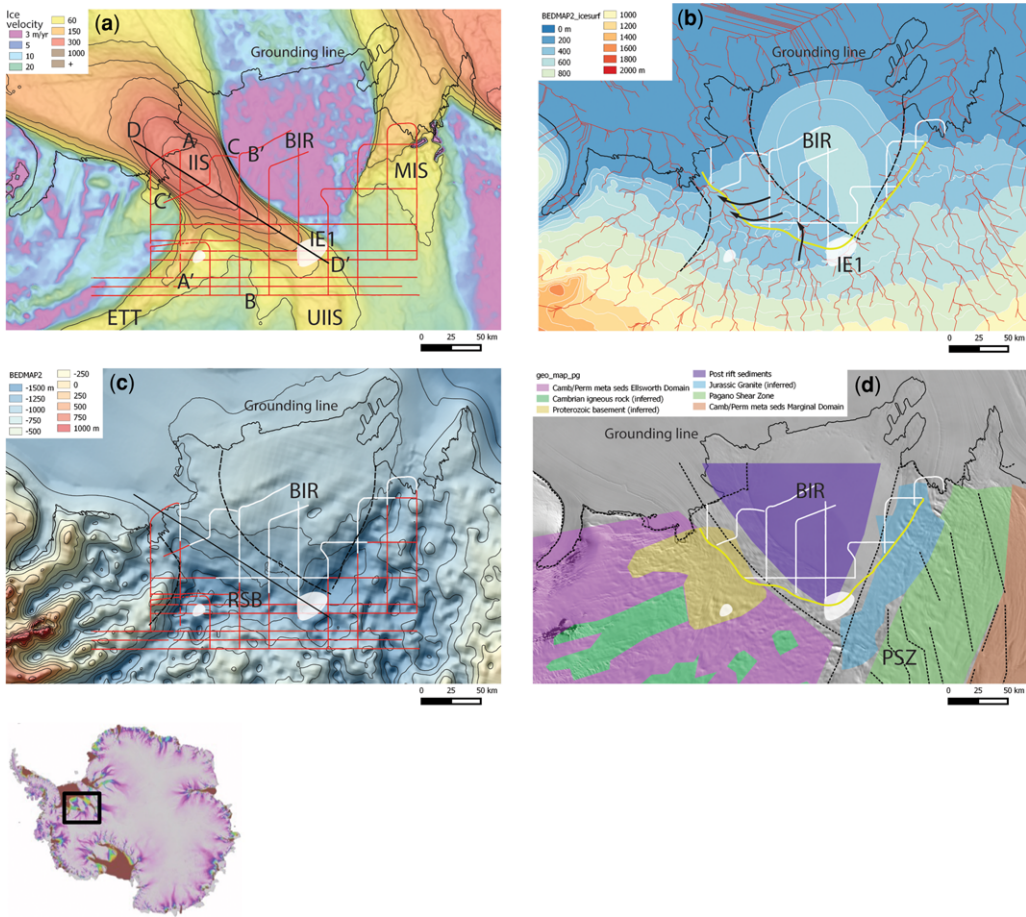 Ice
velocity
3 m/yr
5
10
20
60
150
300
1000
+
(a)
Grounding line
D
A
IIS
C
B'
BIR
MIS
C'
IE1
D'
A'
B
ETT
UIIS
0 25 50 km
BEDMAP2_icesurf
0 m
200
400
600
800
1000
1200
1400
1600
1800
2000 m
(b)
Grounding line
BIR
IE1
0 25 50 km
BEDMAP2
-1500 m
-1250
-1000
-750
-500
-250
0
250
500
750
1000 m
(c)
Grounding line
BIR
RSB
0 25 50 km
geo_map_pg
Camb/Perm meta seds Ellsworth Domain
Cambrian igneous rock (inferred)
Proterozoic basement (inferred)
Post rift sediments
Jurassic Granite (inferred)
Pagano Shear Zone
Camb/Perm meta seds Marginal Domain
(d)
Grounding line
BIR
PSZ
0 25 50 km